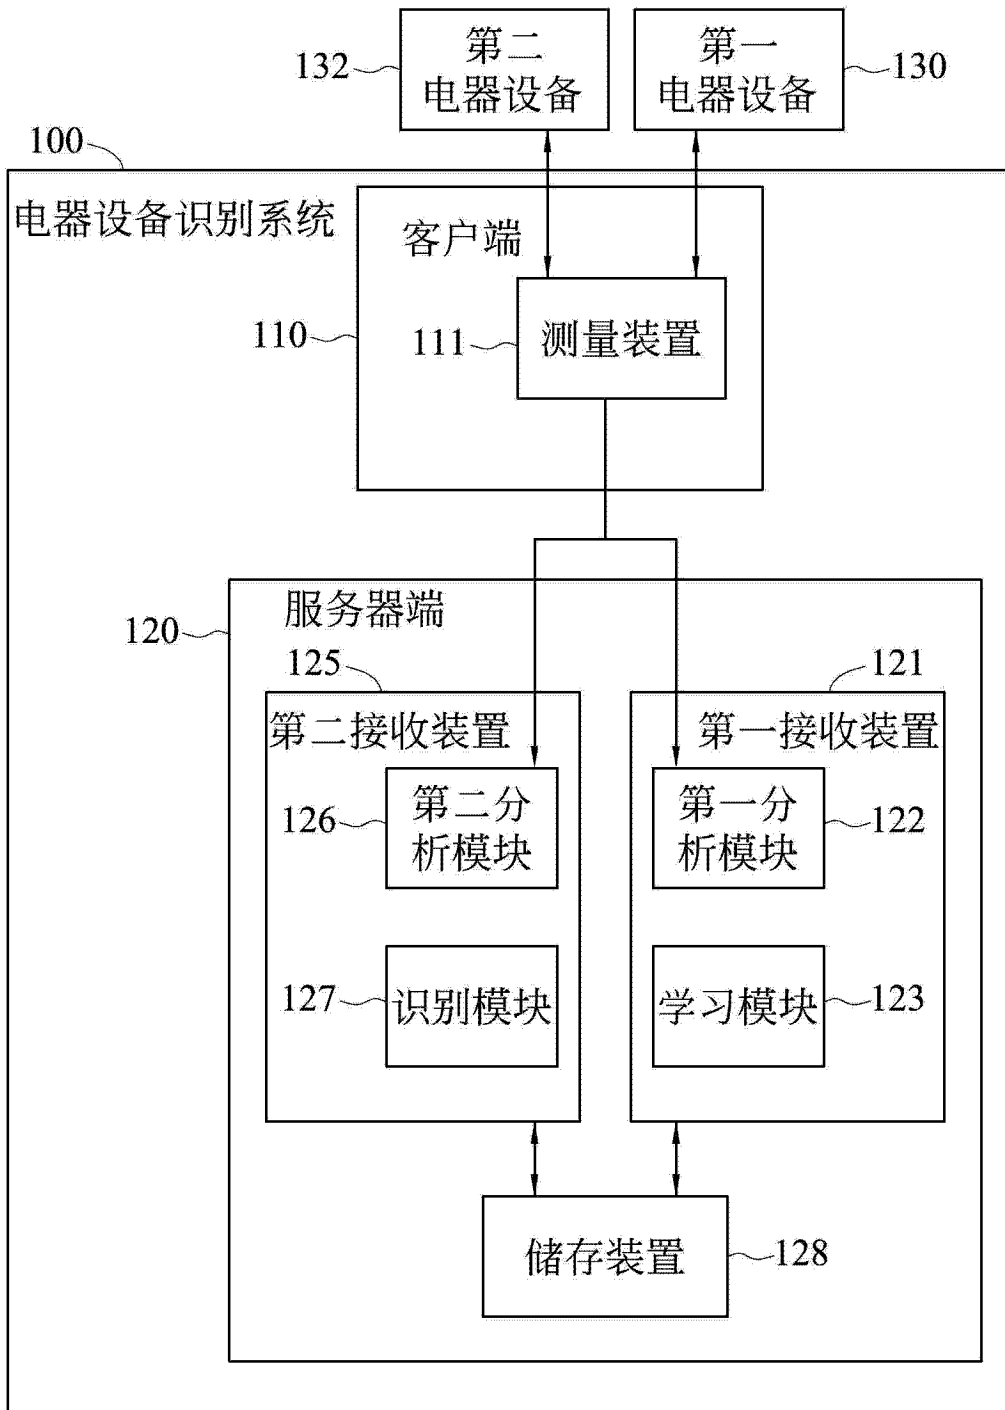 132
第二
电器设备
第一
电器设备
130
100
电器设备识别系统
客户端
110
111
测量装置
服务器端
120
125
121
第二接收装置
第一接收装置
126
第二分
析模块
第一分
析模块
122
127
识别模块
学习模块
123
储存装置
128